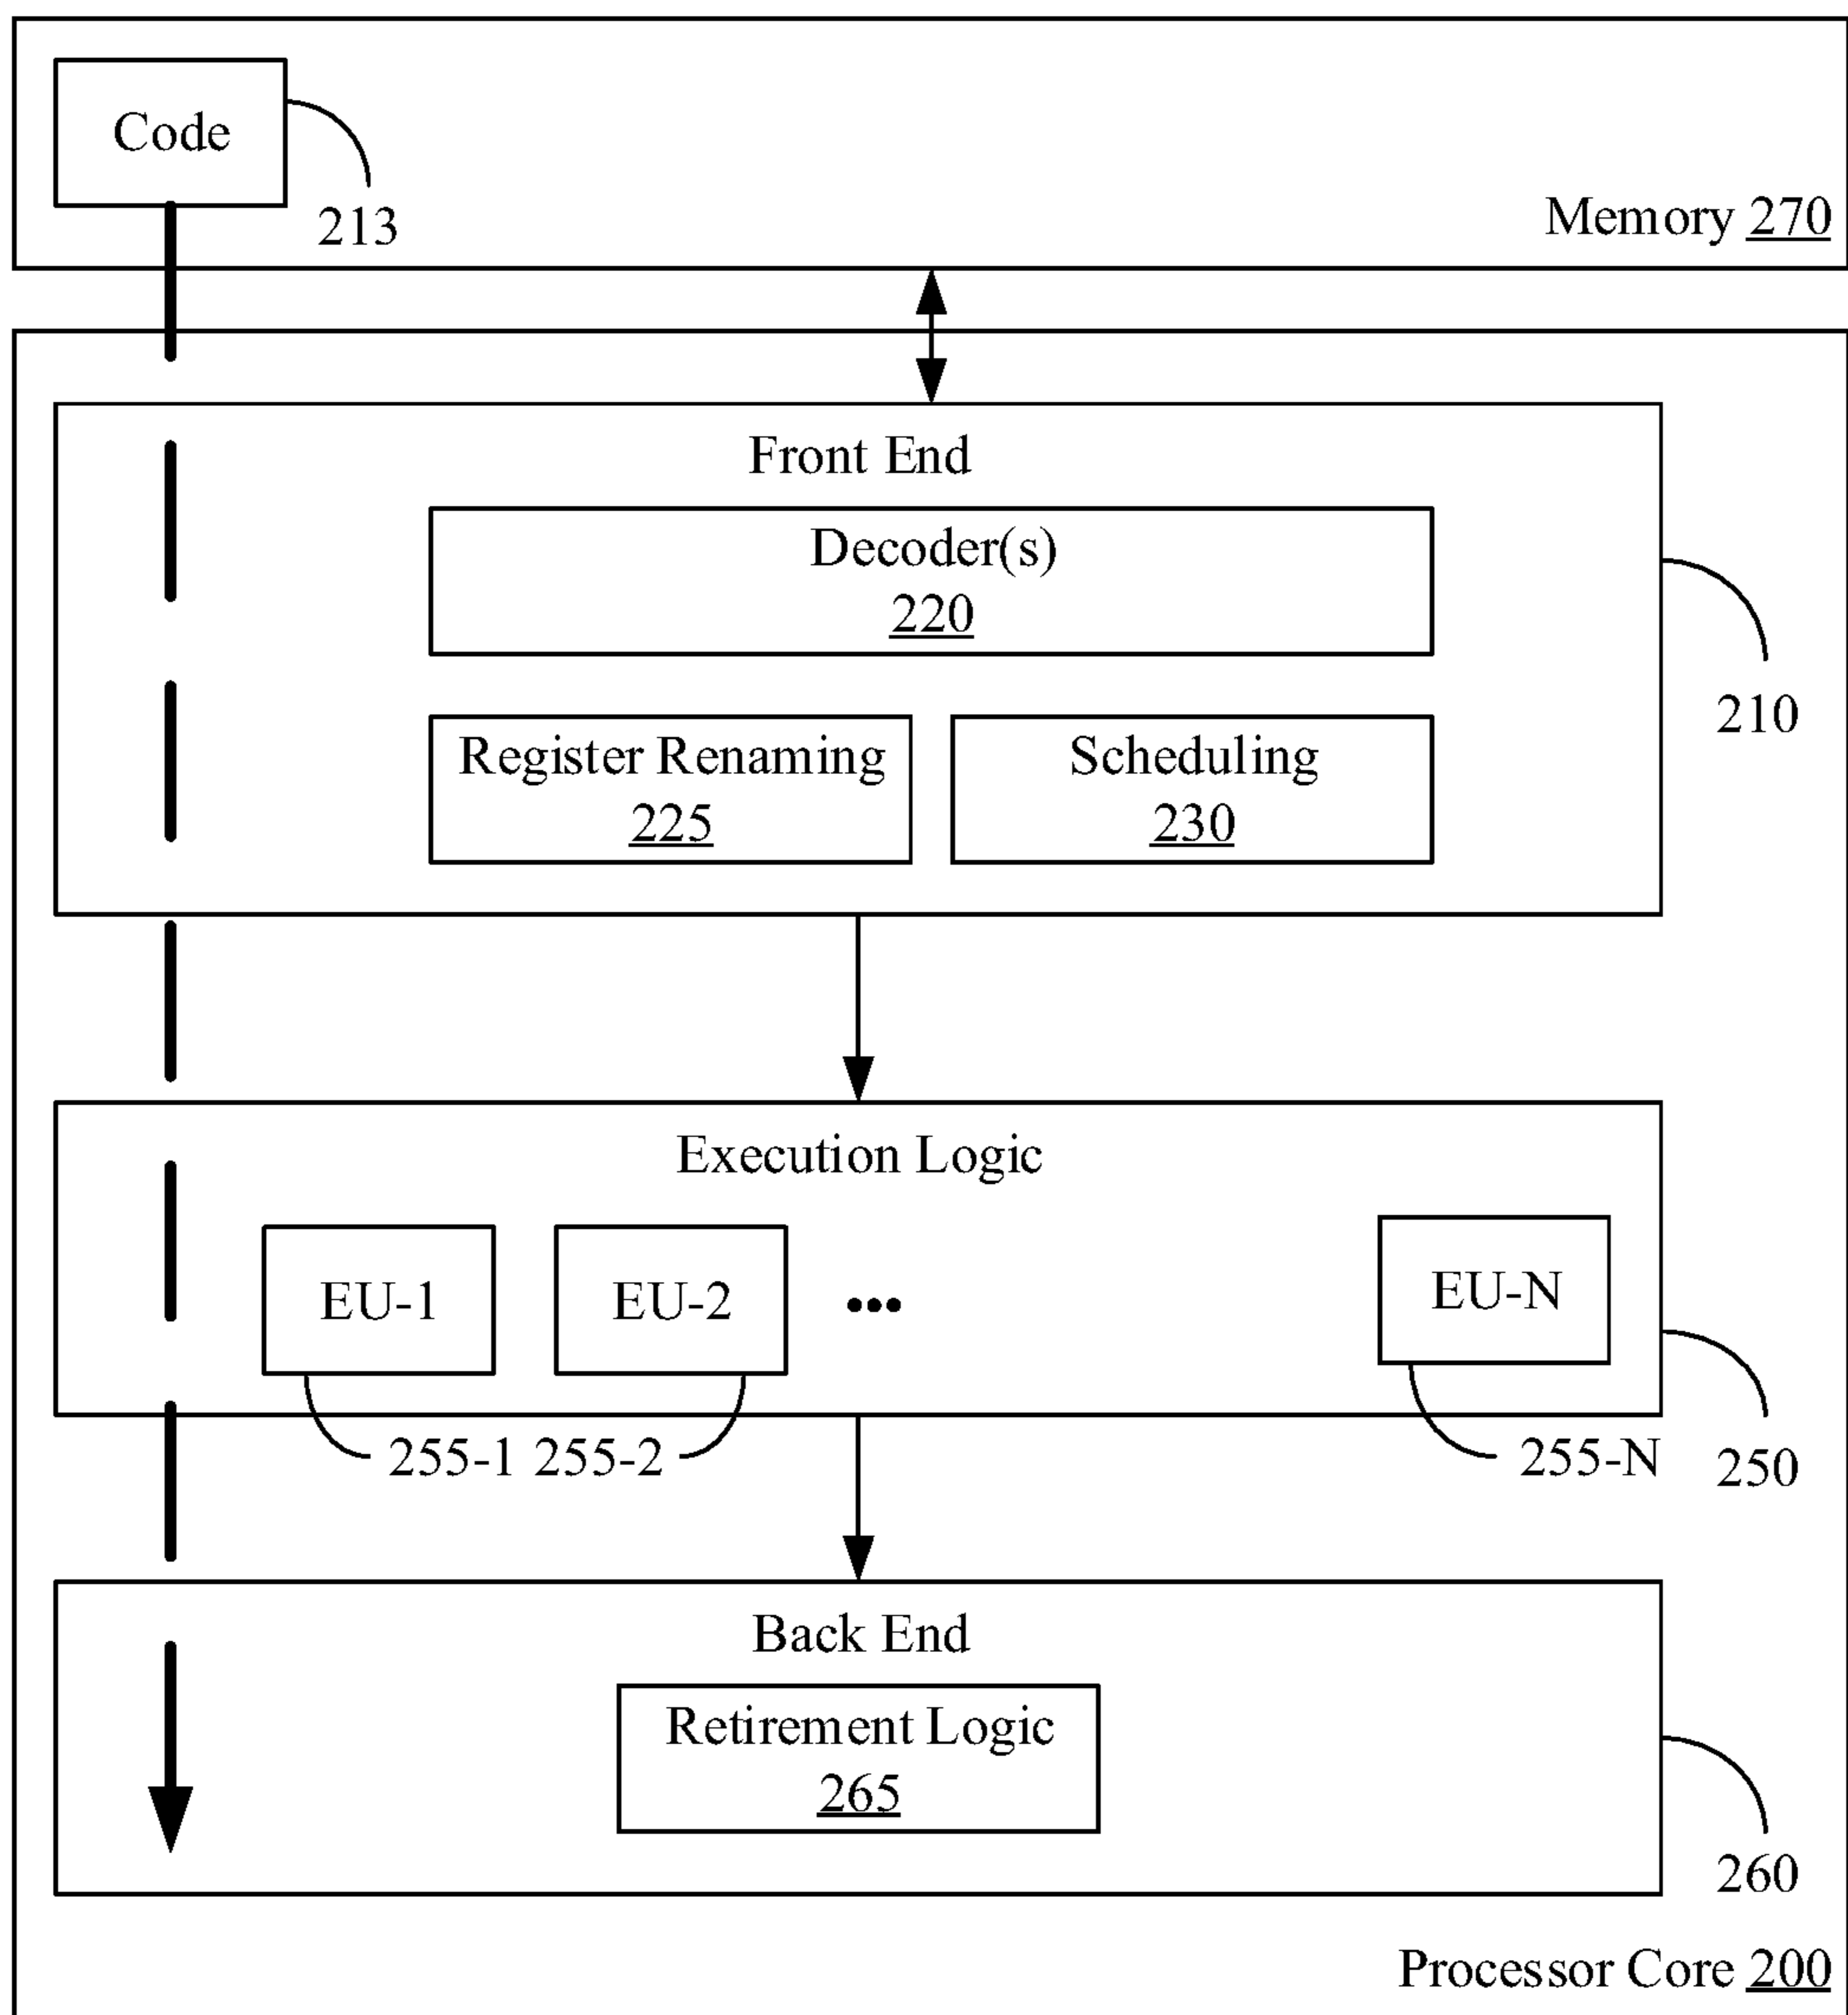 Code
213
Memory 270
Front End
Decoder(s)
220
210
Register Renaming
225
Scheduling
230
Execution Logic
EU-1
EU-2
•••
EU-N
255-1 255-2
255-N
250
Back End
Retirement Logic
265
260
Processor Core 200